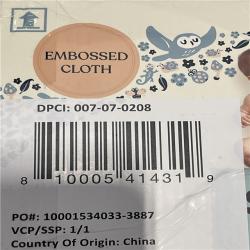 EMBOSSED
CLOTH
DPCI: 007-07-0208
8 10005 41431 9
PO#: 10001534033-3887
VCP/SSP: 1/1
Country Of Origin: China